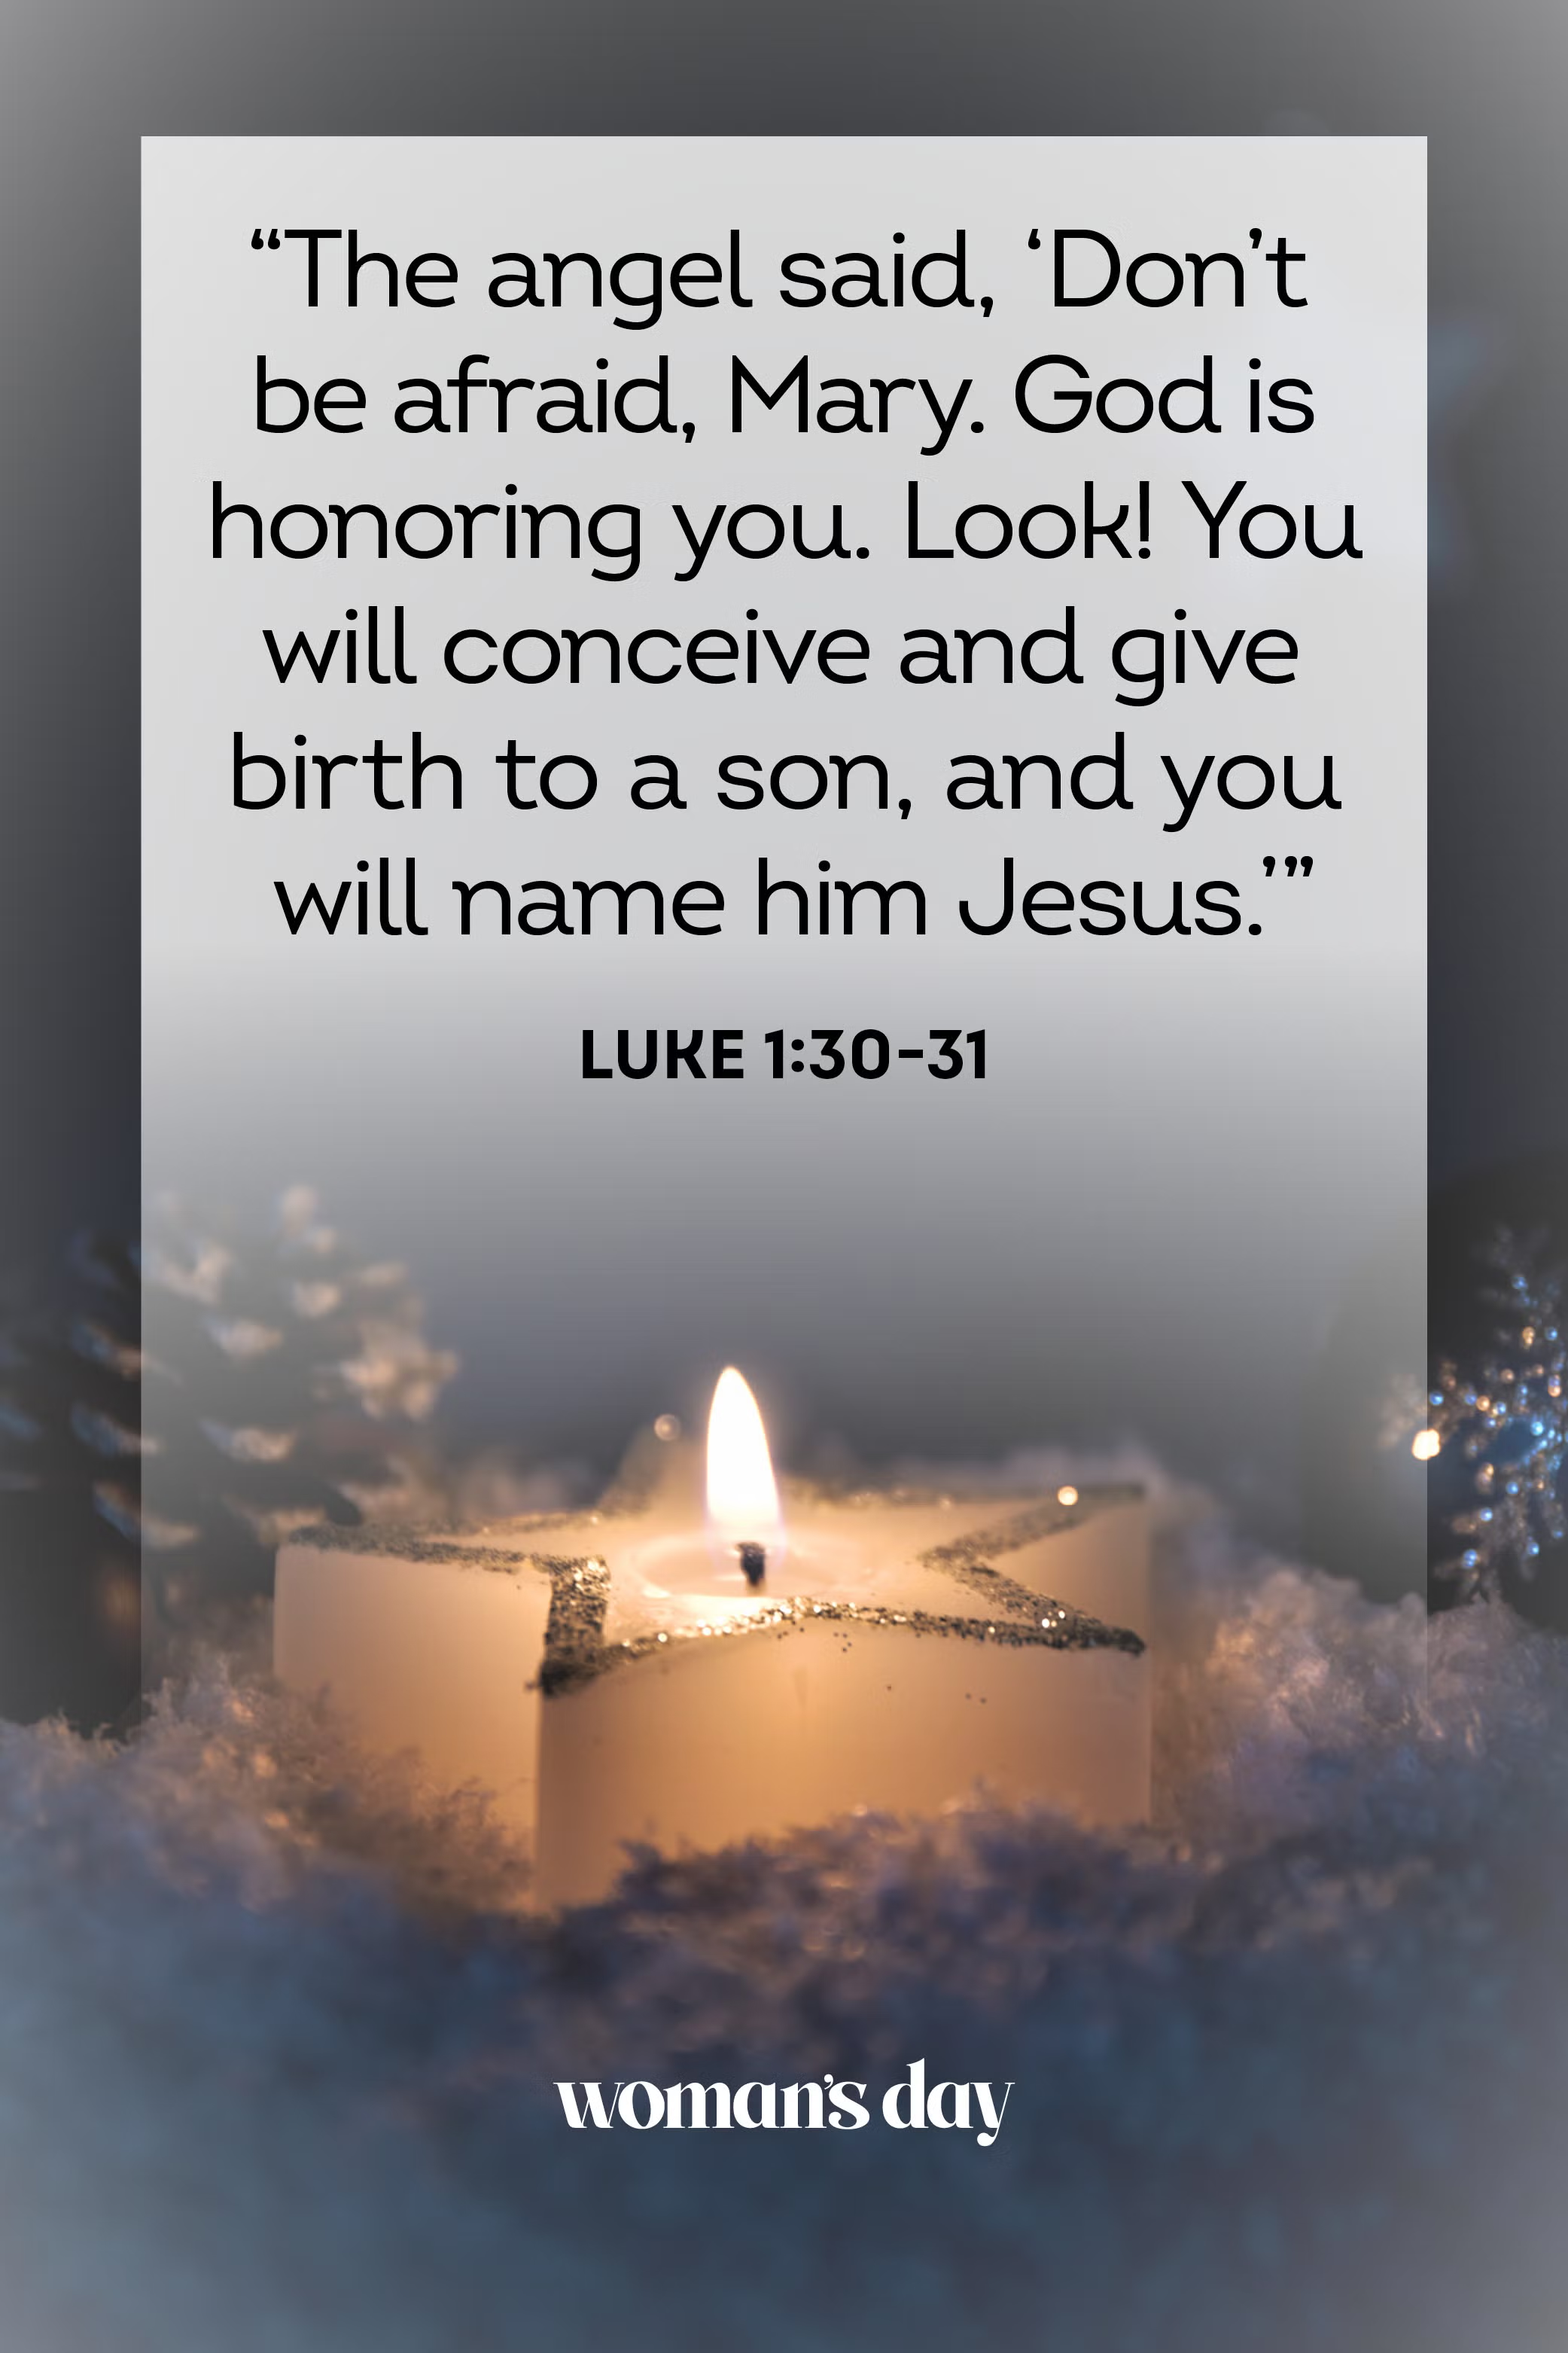 “The angel said, ‘Don’t
be afraid, Mary. God is
honoring you. Look! You
will conceive and give
birth to a son, and you
will name him Jesus.’”
LUKE 1:30-31
woman's day